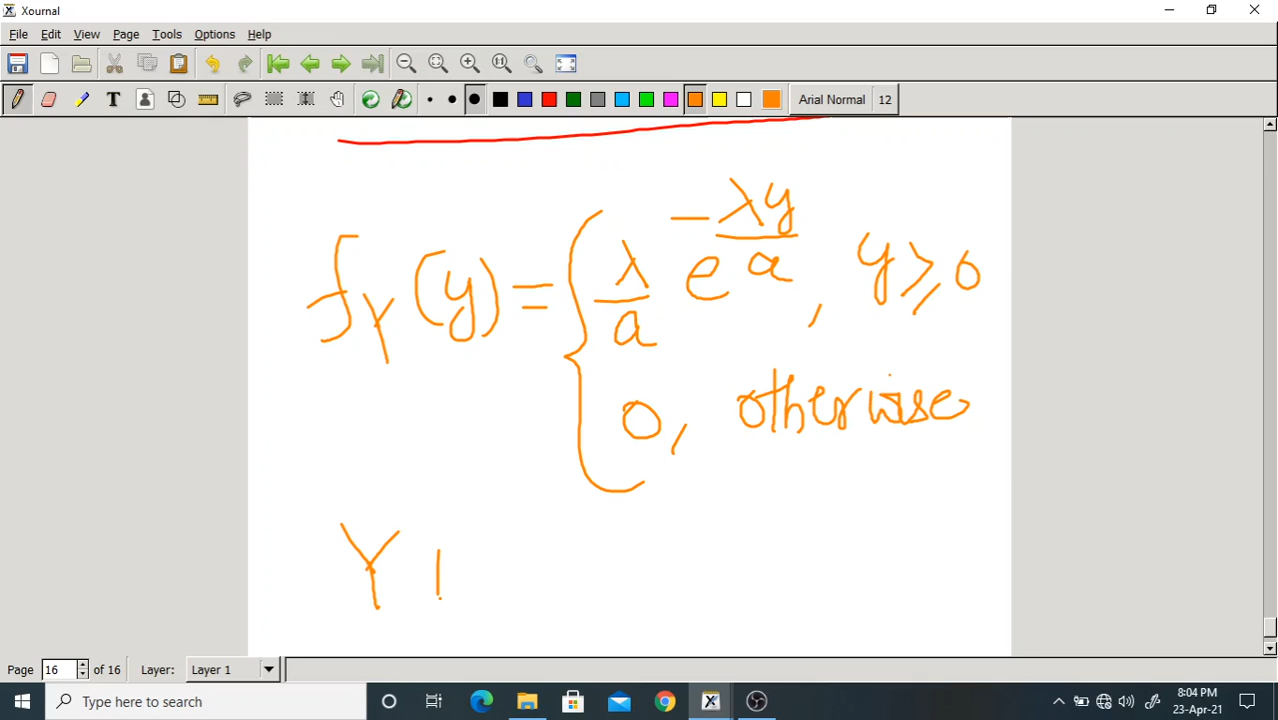 Xournal
File Edit View Page Tools Options Help
Arial Normal 12
f_Y(y) = { λ/a e^{-λy/a}, y ≥ 0
0, otherwise
Y I
Page 16 of 16 Layer: Layer 1
Type here to search
8:04 PM
23-Apr-21